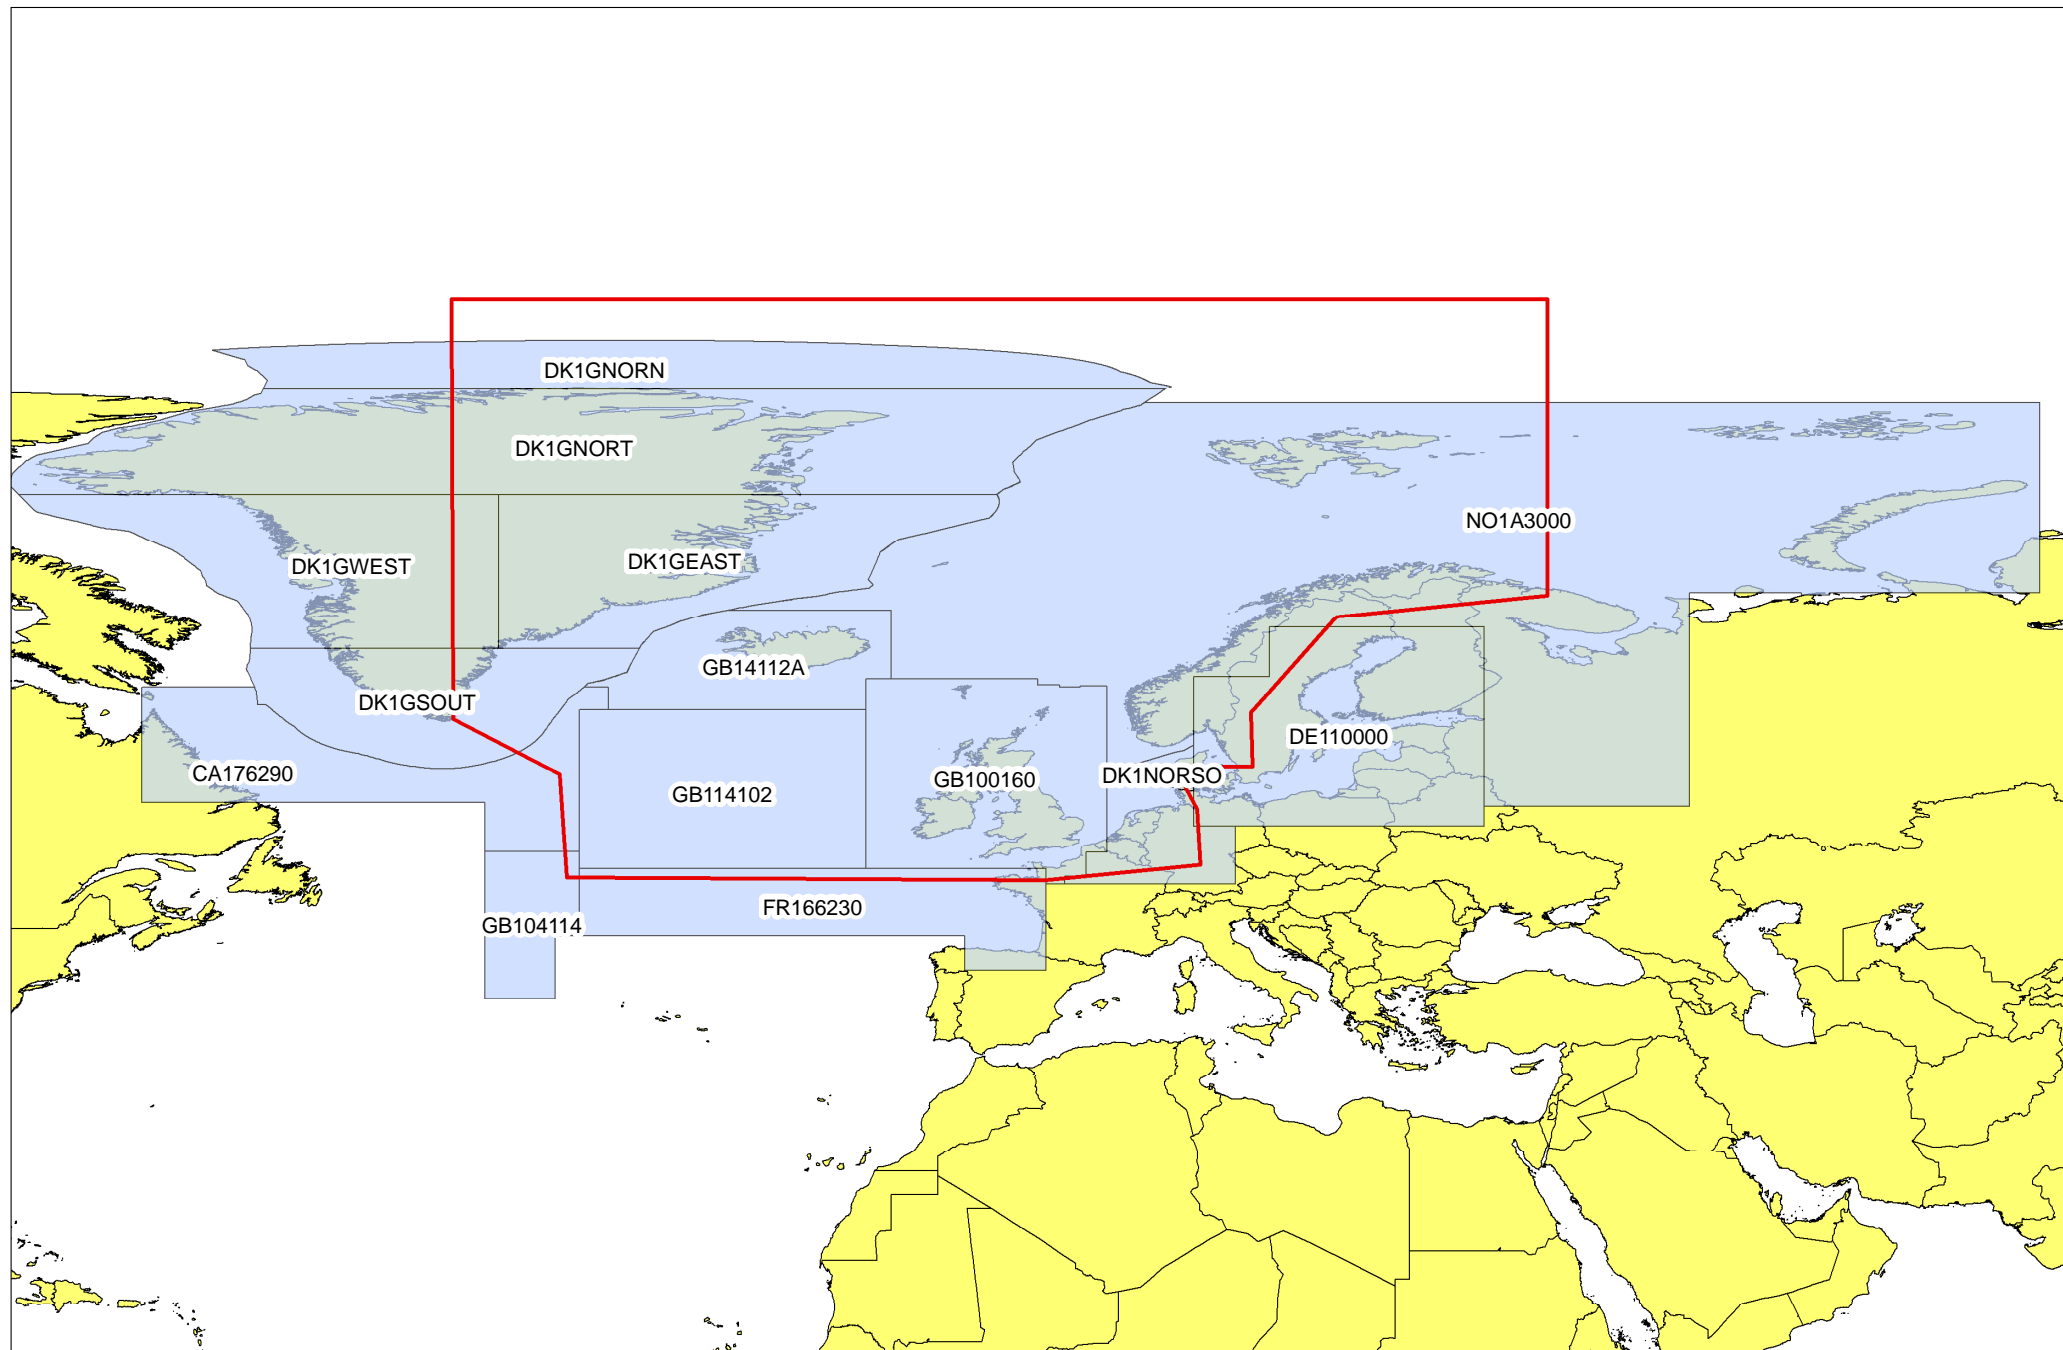 DK1GNORN
DK1GNORT
NO1A3000
DK1GWEST
DK1GEAST
GB14112A
DK1GSOUT
DE110000
CA176290
GB114102
GB100160
DK1NORSO
FR166230
GB104114